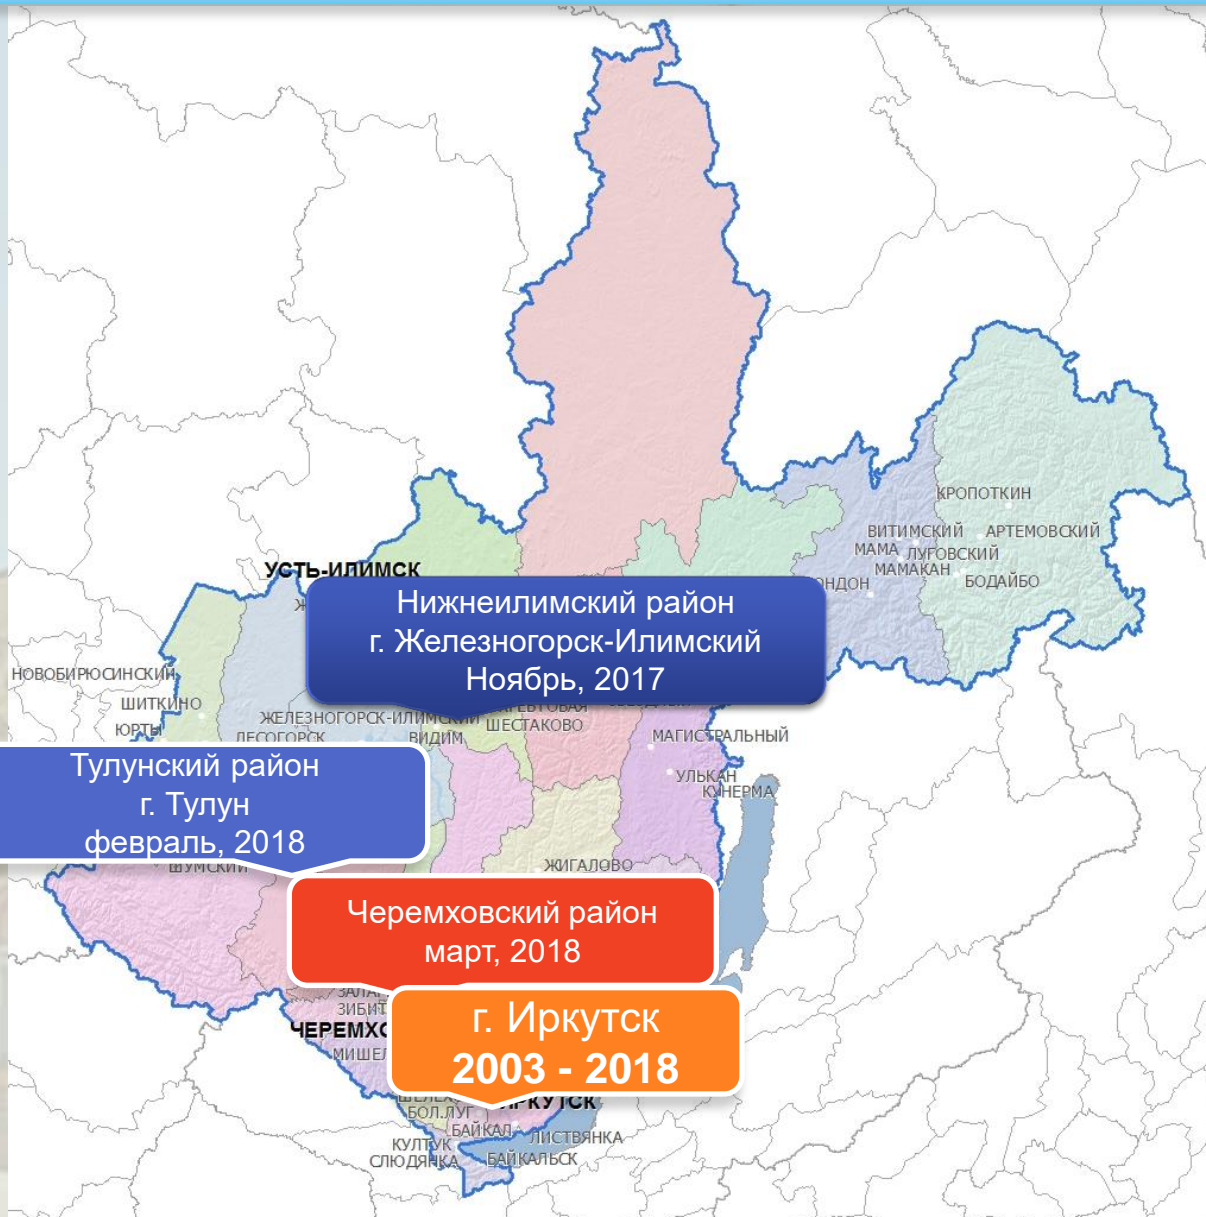 КРОПОТКИН
ВИТИМСКИЙ
АРТЕМОВСКИЙ
МАМА
ЛУГОВСКИЙ
МАМАКАН
БОДАЙБО
УСТЬ-ИЛИМСК
Нижнеилимский район
г. Железногорск-Илимский
Ноябрь, 2017
НОВОБИРЮСИНСКИЙ
ШИТКИНО
ЮРТЫ
ЖЕЛЕЗНОГОРСК-ИЛИМСКИЙ
ШЕСТАКОВО
ЛЕСОГОРСК
ВИДИМ
МАГИСТРАЛЬНЫЙ
УЛЬКАН
КУНЕРМА
Тулунский район
г. Тулун
февраль, 2018
ШУМСКИЙ
ЖИГАЛОВО
Черемховский район
март, 2018
г. Иркутск
2003 - 2018
БОЛ.ЛУГ
БАЙКАЛ
ЛИСТВЯНКА
КУЛТУК
СЛЮДЯНКА
БАЙКАЛЬСК